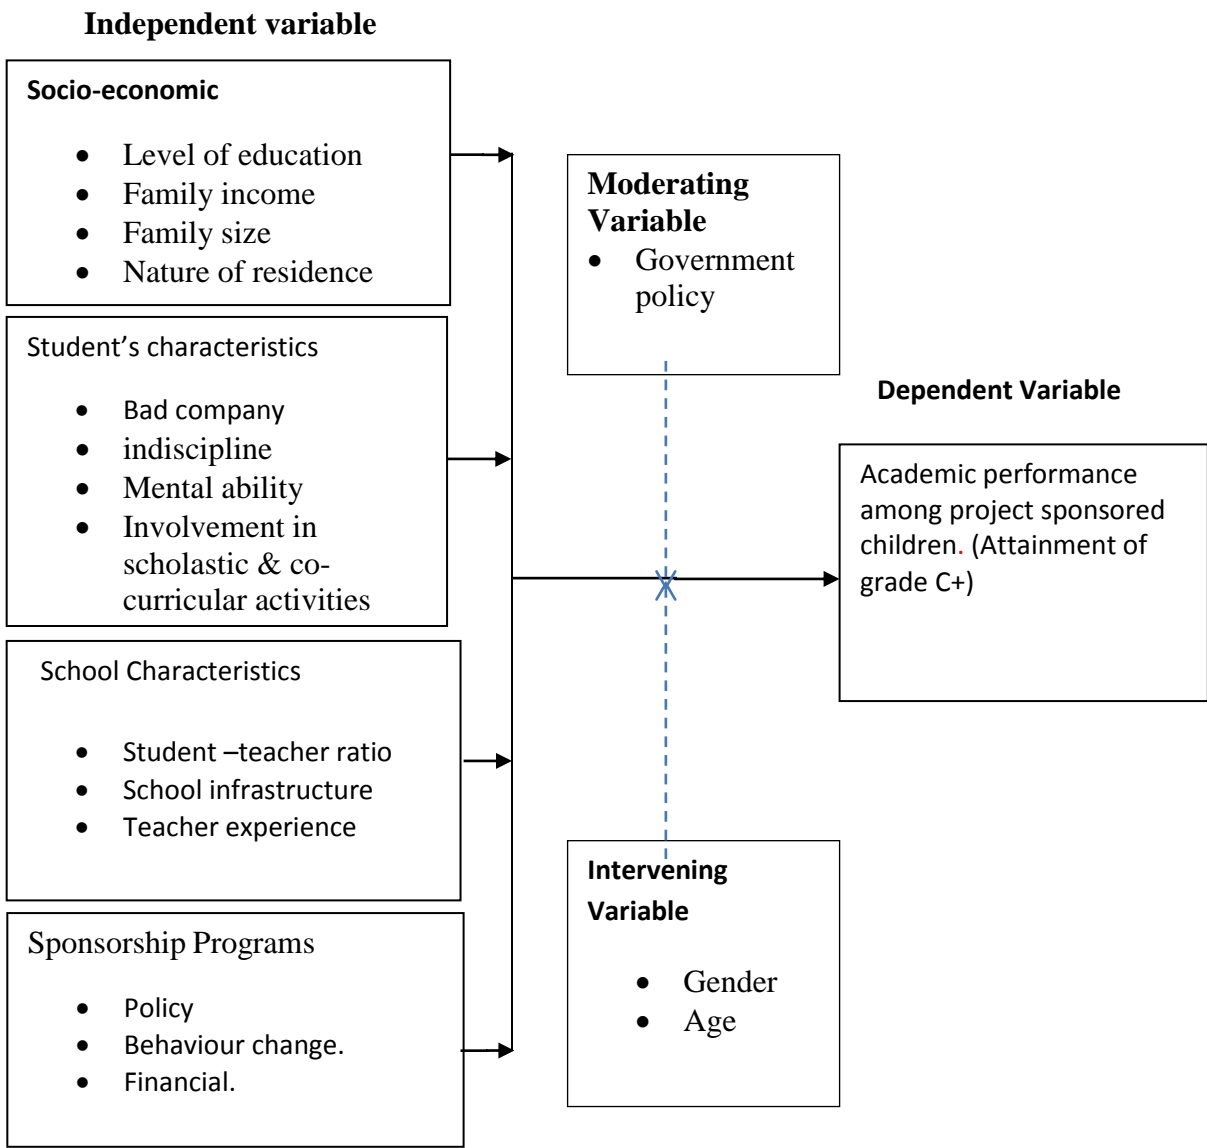 Independent variable
Socio-economic
• Level of education
• Family income
• Family size
• Nature of residence
Student’s characteristics
• Bad company
• indiscipline
• Mental ability
• Involvement in
scholastic & co-
curricular activities
School Characteristics
• Student –teacher ratio
• School infrastructure
• Teacher experience
Sponsorship Programs
• Policy
• Behaviour change.
• Financial.
Moderating
Variable
• Government
policy
Intervening
Variable
• Gender
• Age
Dependent Variable
Academic performance
among project sponsored
children. (Attainment of
grade C+)